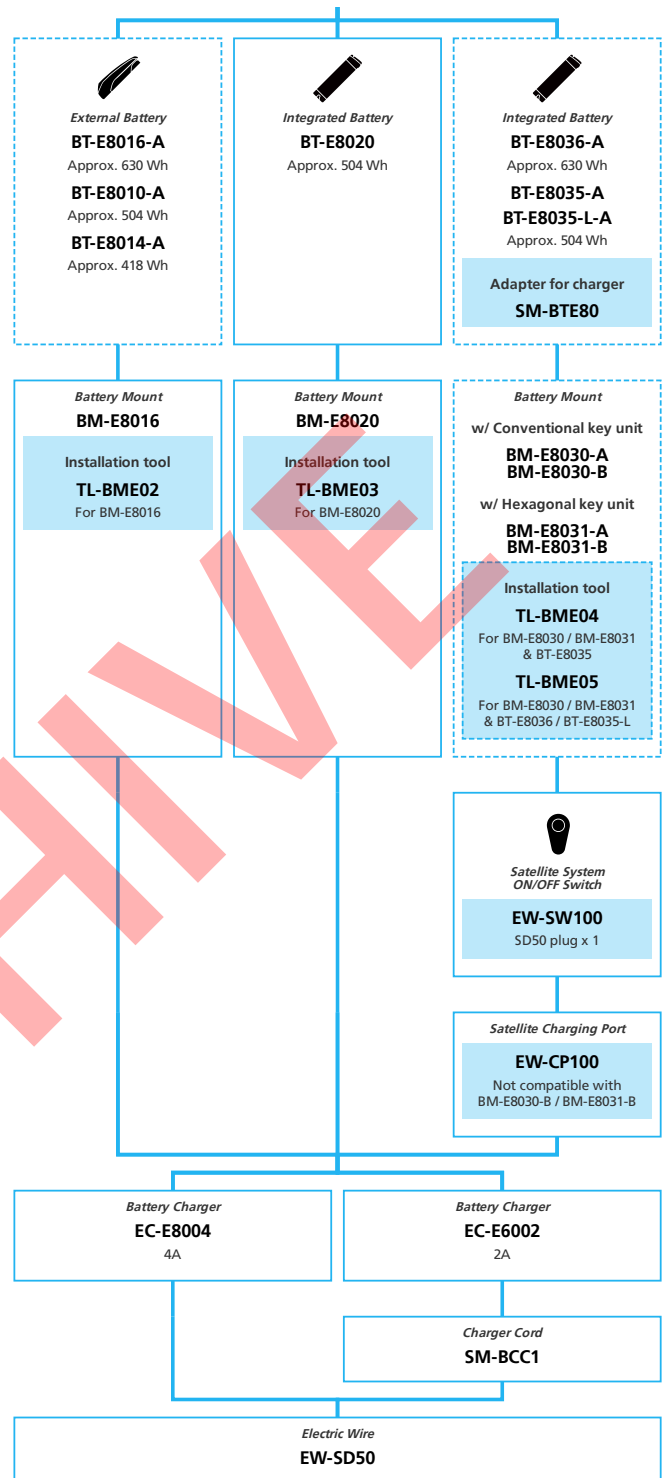 External Battery
BT-E8016-A
Approx. 630 Wh
BT-E8010-A
Approx. 504 Wh
BT-E8014-A
Approx. 418 Wh
Integrated Battery
BT-E8020
Approx. 504 Wh
Integrated Battery
BT-E8036-A
Approx. 630 Wh
BT-E8035-A
BT-E8035-L-A
Approx. 504 Wh
Adapter for charger
SM-BTE80
Battery Mount
BM-E8016
Installation tool
TL-BME02
For BM-E8016
Battery Mount
BM-E8020
Installation tool
TL-BME03
For BM-E8020
Battery Mount
w/ Conventional key unit
BM-E8030-A
BM-E8030-B
w/ Hexagonal key unit
BM-E8031-A
BM-E8031-B
Installation tool
TL-BME04
For BM-E8030 / BM-E8031
& BT-E8035
TL-BME05
For BM-E8030 / BM-E8031
& BT-E8036 / BT-E8035-L
Satellite System
ON/OFF Switch
EW-SW100
SD50 plug x 1
Satellite Charging Port
EW-CP100
Not compatible with
BM-E8030-B / BM-E8031-B
Battery Charger
EC-E8004
4A
Battery Charger
EC-E6002
2A
Charger Cord
SM-BCC1
Electric Wire
EW-SD50
HIVE